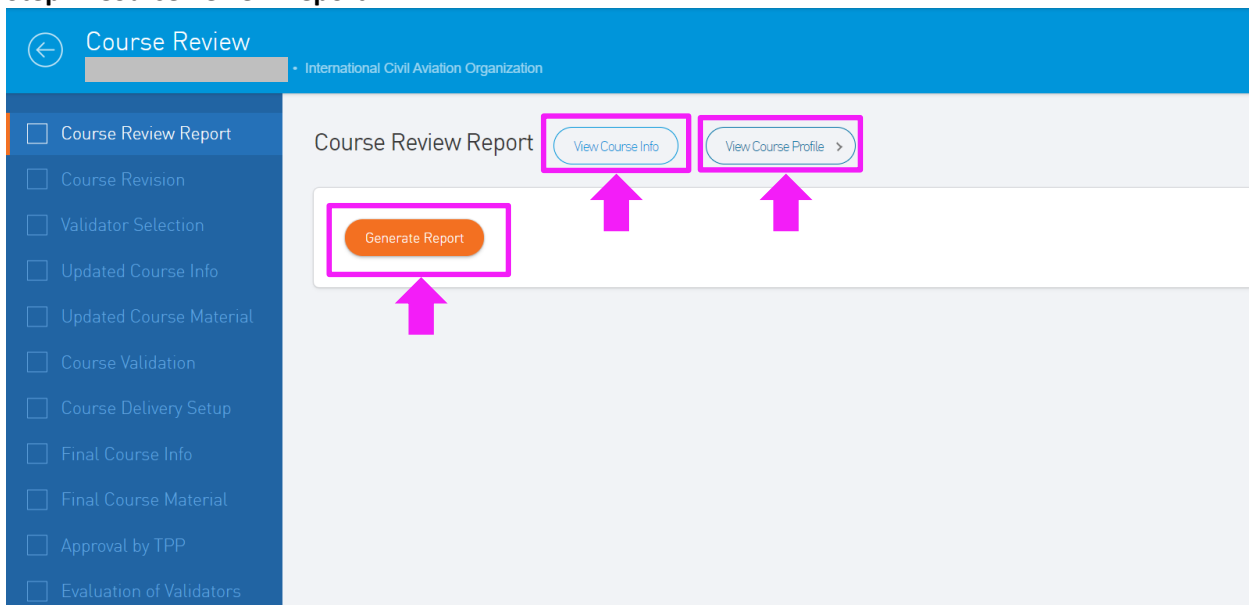 Course Review
• International Civil Aviation Organization
Course Review Report
Course Revision
Validator Selection
Updated Course Info
Updated Course Material
Course Validation
Course Delivery Setup
Final Course Info
Final Course Material
Approval by TPP
Evaluation of Validators
Course Review Report View Course Info View Course Profile >
Generate Report